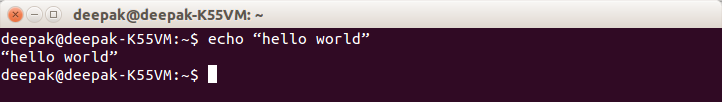 deepak@deepak-K55VM: ~
deepak@deepak-K55VM:~$ echo “hello world”
“hello world”
deepak@deepak-K55VM:~$